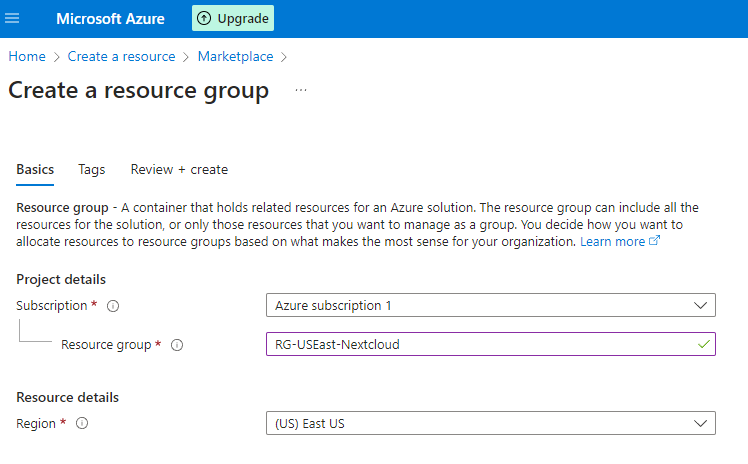 Microsoft Azure Upgrade
Home > Create a resource > Marketplace >
Create a resource group ...
Basics Tags Review + create
Resource group - A container that holds related resources for an Azure solution. The resource group can include all the
resources for the solution, or only those resources that you want to manage as a group. You decide how you want to
allocate resources to resource groups based on what makes the most sense for your organization. Learn more
Project details
Subscription * Azure subscription 1
Resource group * RG-USEast-Nextcloud
Resource details
Region * (US) East US